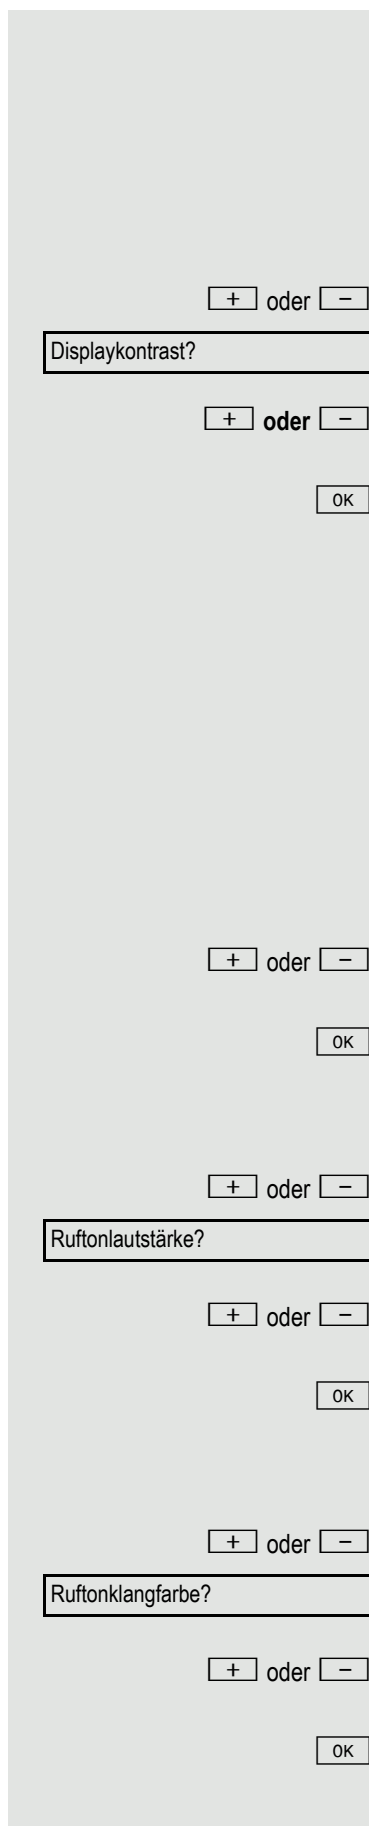 + oder −
Displaykontrast?
+ oder −
OK
+ oder −
OK
+ oder −
Ruftonlautstärke?
+ oder −
OK
+ oder −
Ruftonklangfarbe?
+ oder −
OK